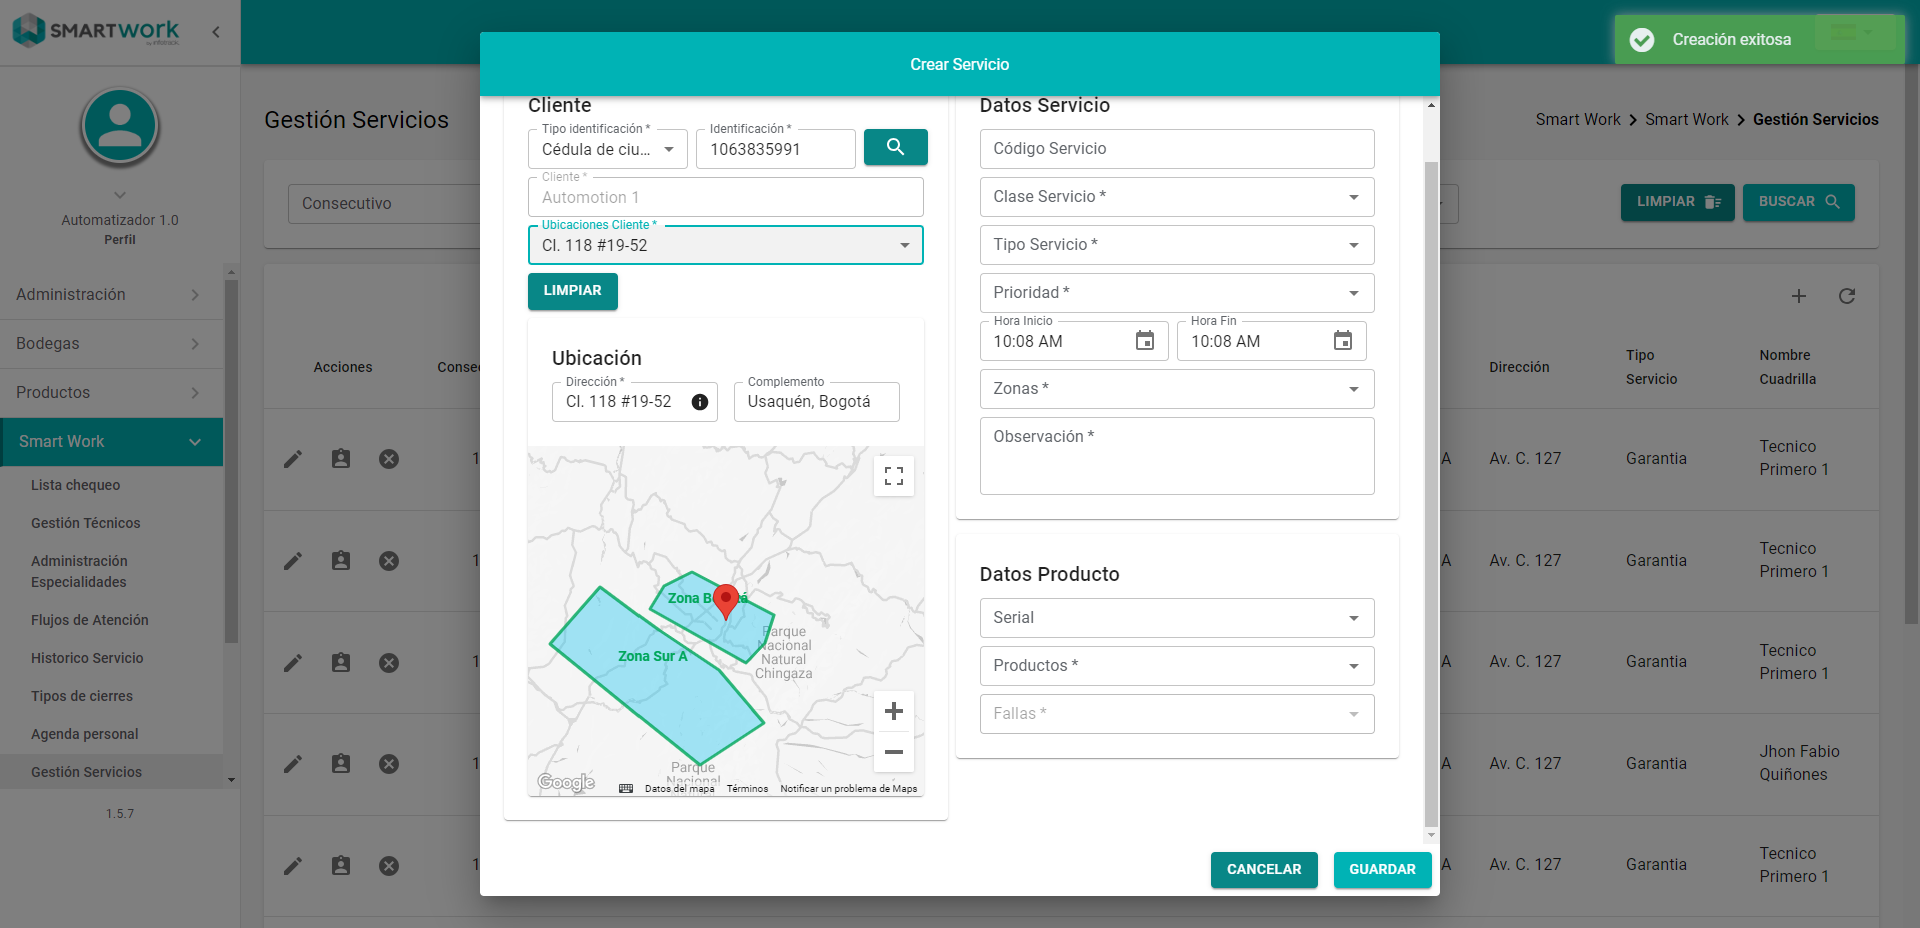 SMARTWORK
by infotrack
Automatizador 1.0
Perfil
Administración
Bodegas
Productos
Smart Work
Lista chequeo
Gestión Técnicos
Administración
Especialidades
Flujos de Atención
Historico Servicio
Tipos de cierres
Agenda personal
Gestión Servicios
1.5.7
Creación exitosa
Gestión Servicios
Smart Work
Smart Work
Gestión Servicios
Consecutivo
LIMPIAR
BUSCAR
Acciones
Conse
Dirección
Tipo
Servicio
Nombre
Cuadrilla
1
A
Av. C. 127
Garantia
Tecnico
Primero 1
1
A
Av. C. 127
Garantia
Tecnico
Primero 1
1
A
Av. C. 127
Garantia
Tecnico
Primero 1
1
A
Av. C. 127
Garantia
Jhon Fabio
Quiñones
1
A
Av. C. 127
Garantia
Tecnico
Primero 1
Crear Servicio
Cliente
Tipo identificación *
Cédula de ciu...
Identificación *
1063835991
Cliente *
Automotion 1
Ubicaciones Cliente *
Cl. 118 #19-52
LIMPIAR
Ubicación
Dirección *
Cl. 118 #19-52
Complemento
Usaquén, Bogotá
Zona Sur A
Parque
Nacional
Natural
Chingaza
Parque
Nacional
Google
Datos del mapa
Términos
Notificar un problema de Maps
Datos Servicio
Código Servicio
Clase Servicio *
Tipo Servicio *
Prioridad *
Hora Inicio
10:08 AM
Hora Fin
10:08 AM
Zonas *
Observación *
Datos Producto
Serial
Productos *
Fallas *
CANCELAR
GUARDAR